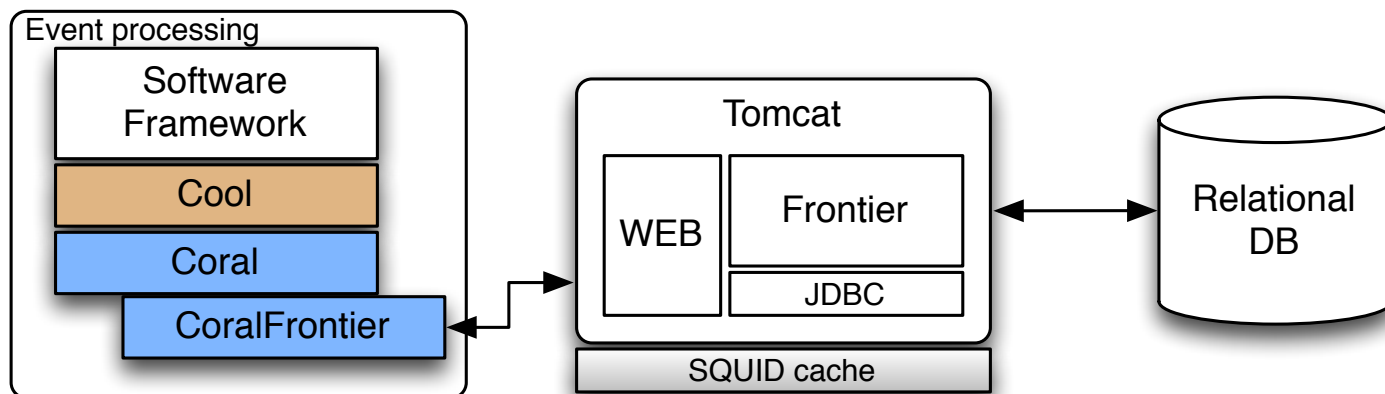 Event processing
Software
Framework
Cool
Coral
CoralFrontier
Tomcat
WEB
Frontier
JDBC
SQUID cache
Relational
DB